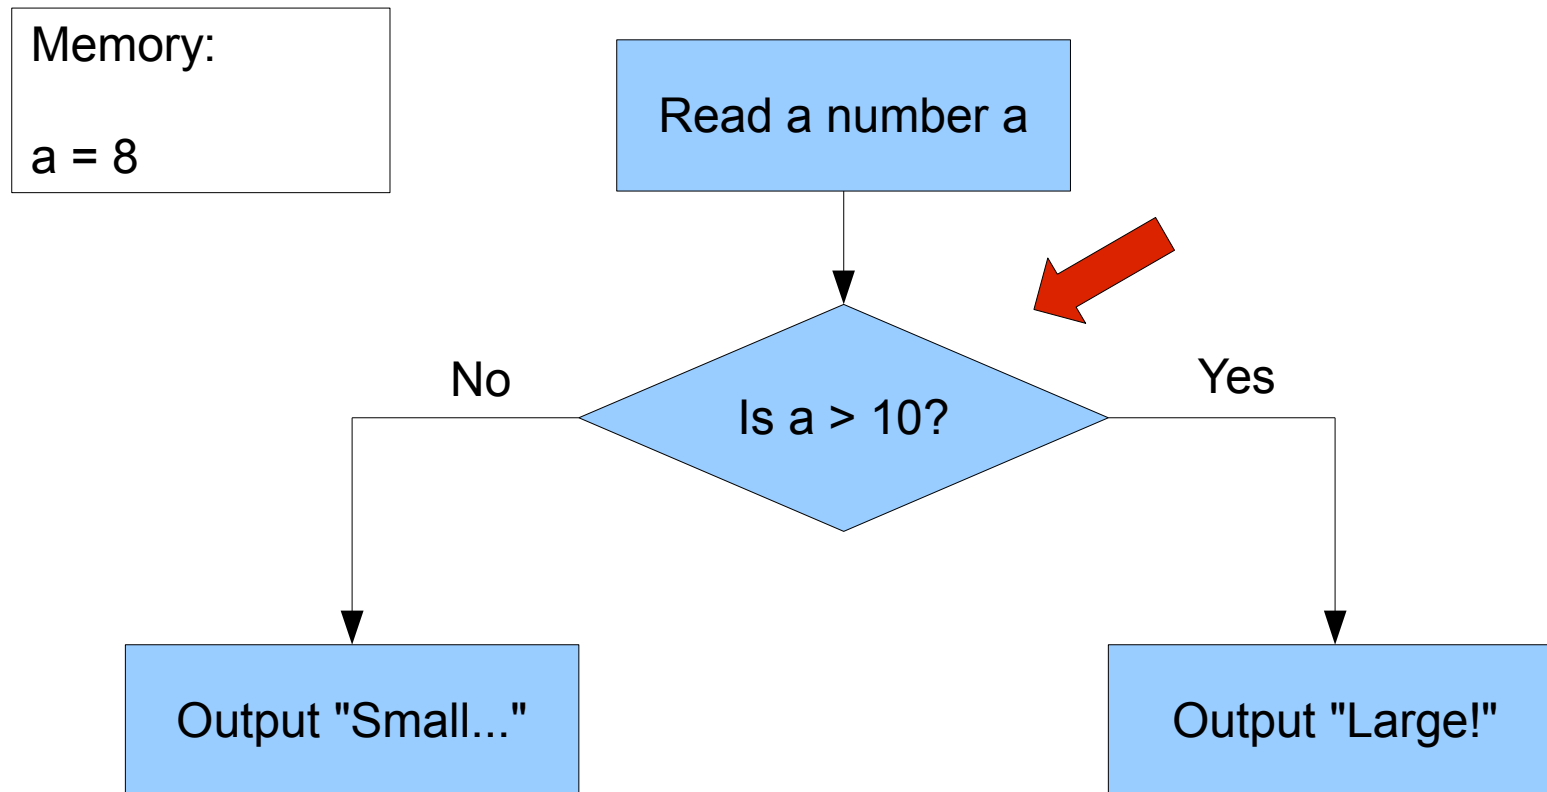 Memory:
a = 8
Read a number a
Is a > 10?
No
Yes
Output "Small..."
Output "Large!"